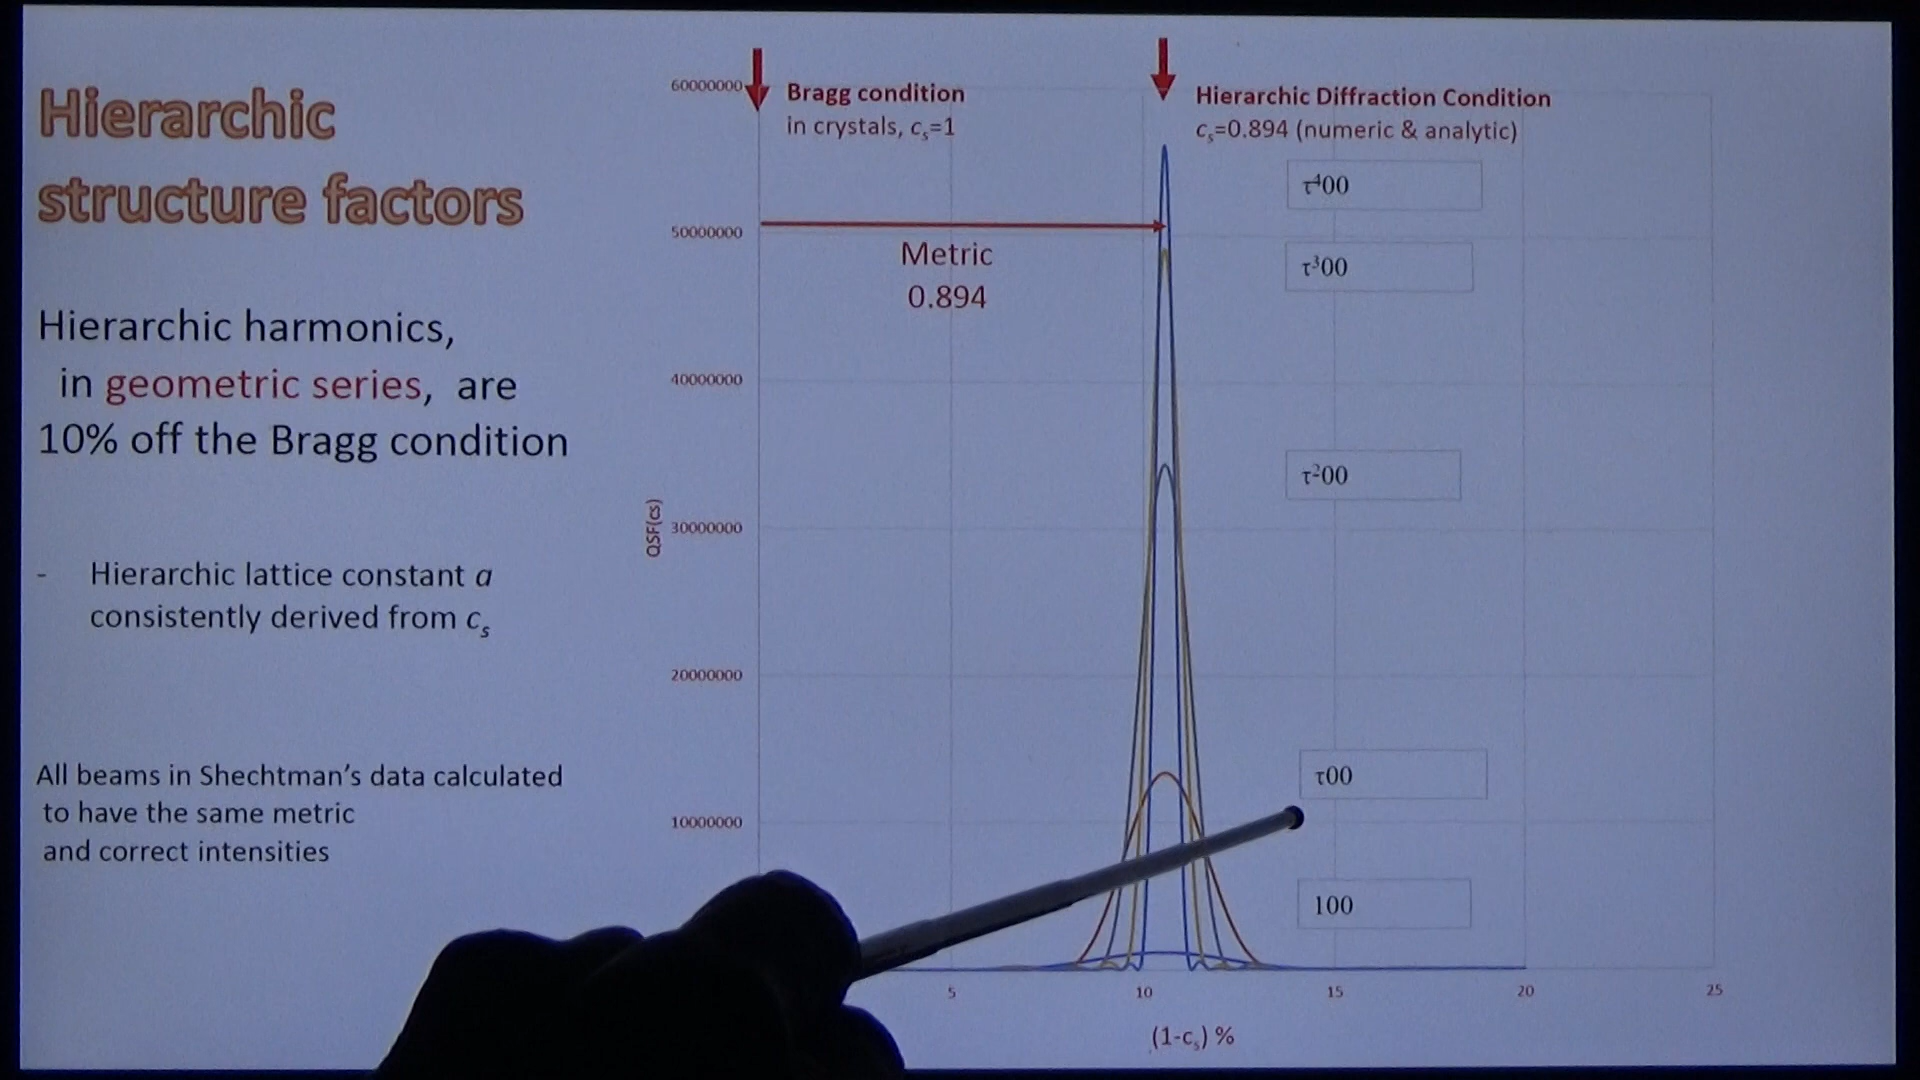 Hierarchic
structure factors
Hierarchic harmonics,
in geometric series, are
10% off the Bragg condition
- Hierarchic lattice constant a
consistently derived from cₛ
All beams in Shechtman's data calculated
to have the same metric
and correct intensities
Bragg condition
in crystals, cₛ=1
Hierarchic Diffraction Condition
cₛ=0.894 (numeric & analytic)
Metric
0.894
τ⁴00
τ³00
τ²00
τ00
100
QSF(cs)
60000000
50000000
40000000
30000000
20000000
10000000
5 10 15 20 25
(1-cₛ) %